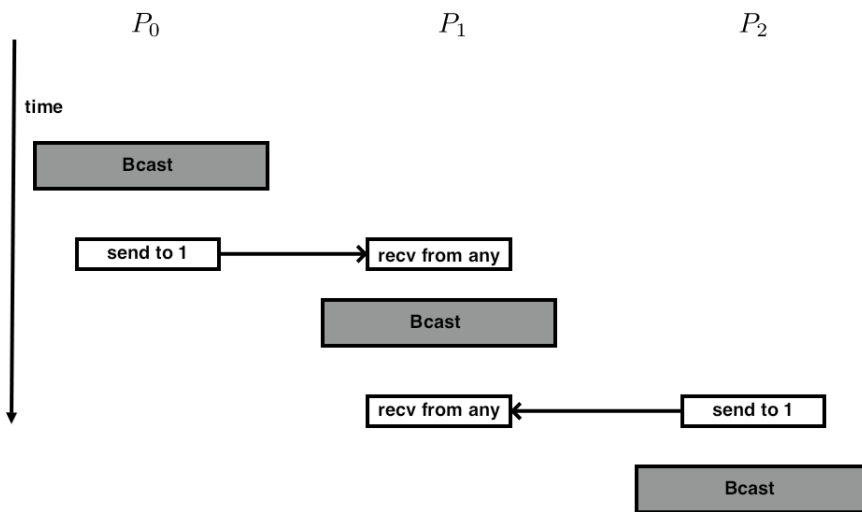 P0 P1 P2
time
Bcast
send to 1 recv from any
Bcast
recv from any send to 1
Bcast